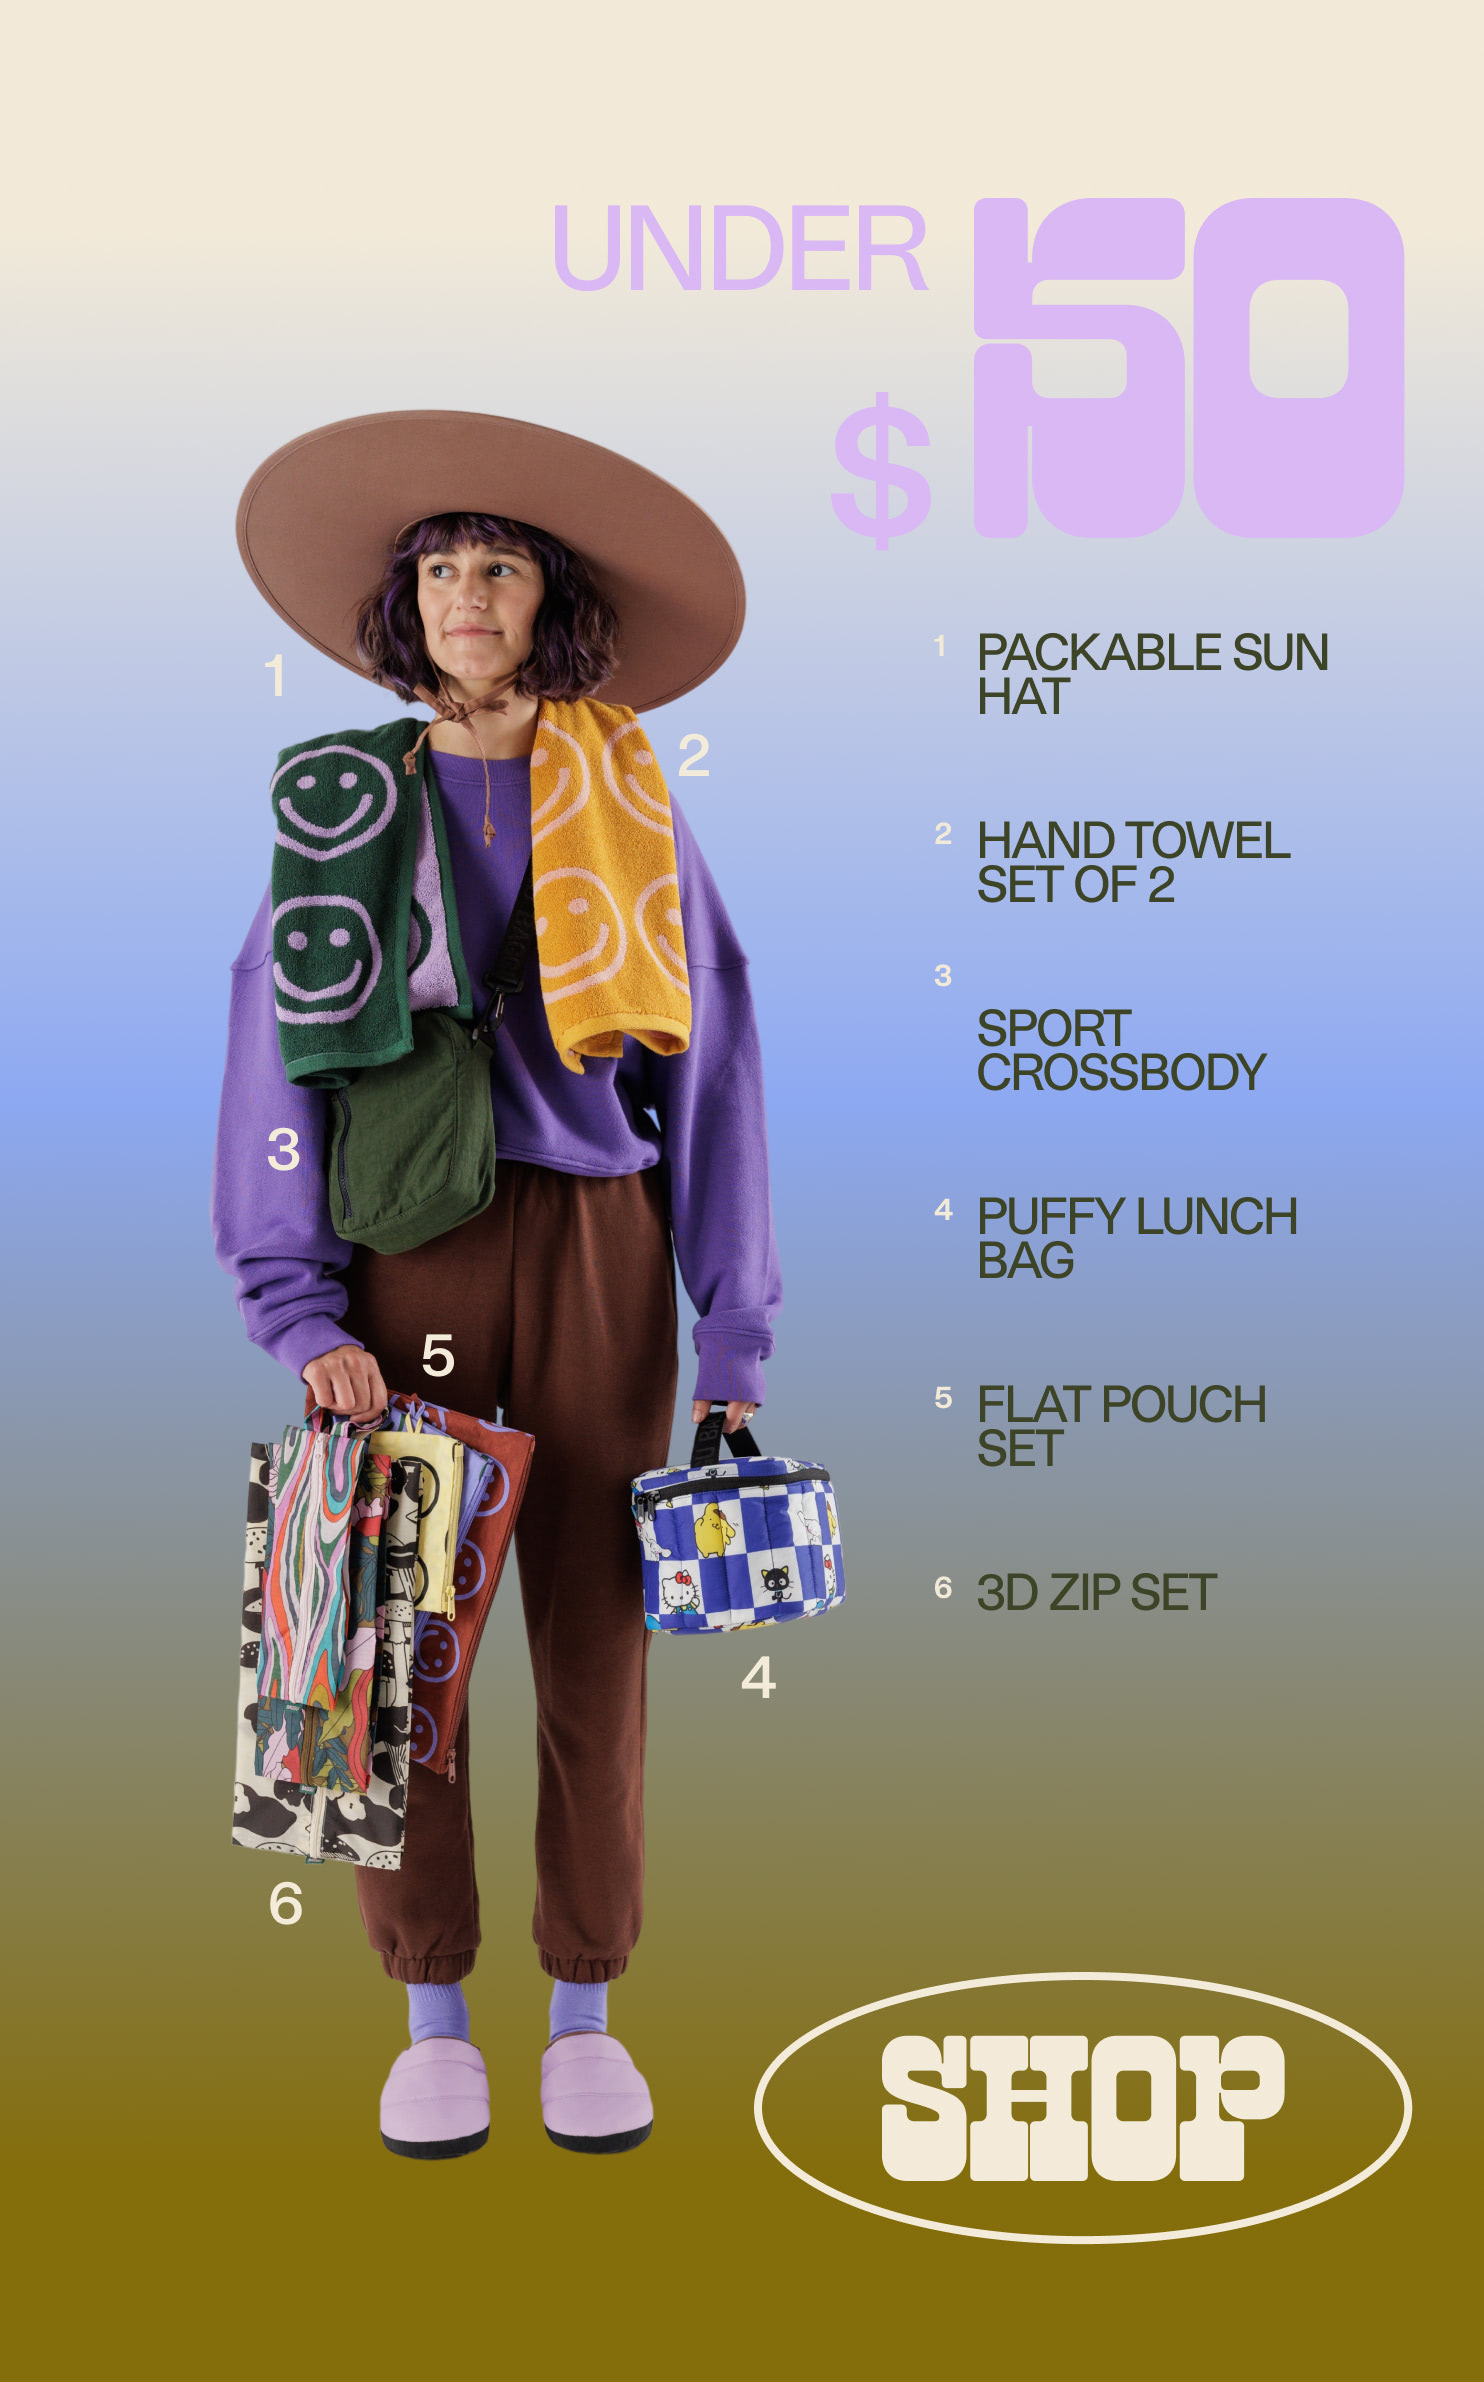 UNDER
$50
1 PACKABLE SUN
HAT
2 HAND TOWEL
SET OF 2
3
SPORT
CROSSBODY
4 PUFFY LUNCH
BAG
5 FLAT POUCH
SET
6 3D ZIP SET
1
2
3
5
4
6
SHOP